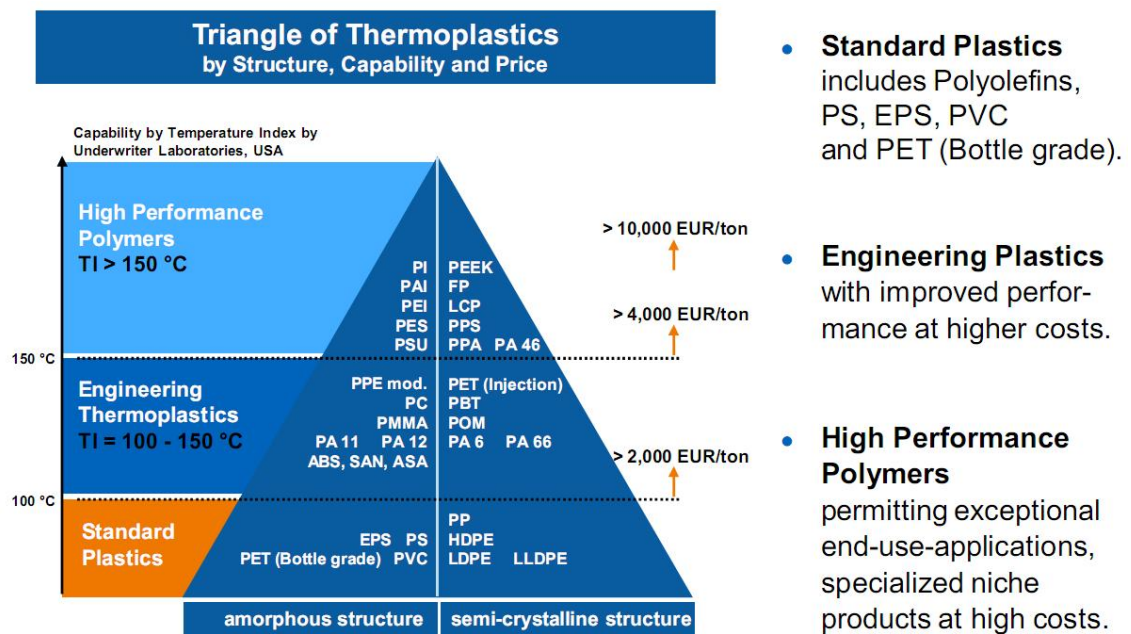 Triangle of Thermoplastics
by Structure, Capability and Price
Capability by Temperature Index by
Underwriter Laboratories, USA
High Performance
Polymers
TI > 150 °C
> 10,000 EUR/ton
PI PEEK
PAI FP
PEI LCP
> 4,000 EUR/ton
PES PPS
PSU PPA PA 46
150 °C
Engineering
Thermoplastics
TI = 100 - 150 °C
PPE mod. PET (Injection)
PC PBT
PMMA POM
PA 11 PA 12 PA 6 PA 66
ABS, SAN, ASA
> 2,000 EUR/ton
100 °C
Standard
Plastics
PP
EPS PS HDPE
PET (Bottle grade) PVC LDPE LLDPE
amorphous structure semi-crystalline structure
• Standard Plastics
includes Polyolefins,
PS, EPS, PVC
and PET (Bottle grade).
• Engineering Plastics
with improved perfor-
mance at higher costs.
• High Performance
Polymers
permitting exceptional
end-use-applications,
specialized niche
products at high costs.